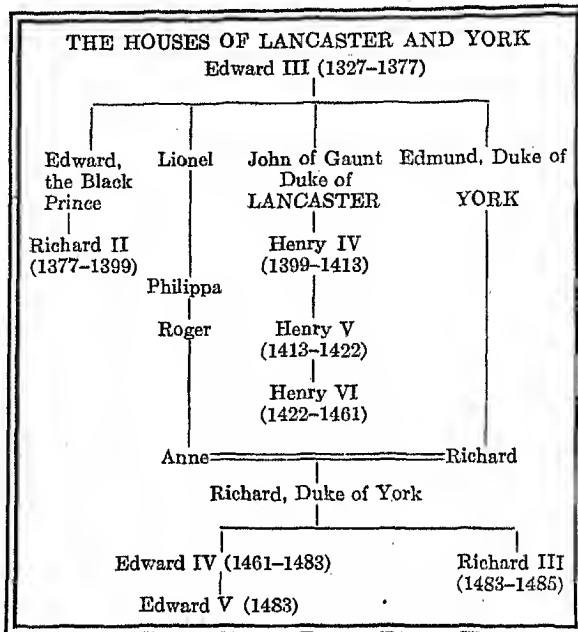 THE HOUSES OF LANCASTER AND YORK
Edward III (1327–1377)
Edward,
the Black
Prince
Richard II
(1377–1399)
Lionel
Philippa
Roger
John of Gaunt
Duke of
LANCASTER
Henry IV
(1399–1413)
Henry V
(1413–1422)
Henry VI
(1422–1461)
Edmund, Duke of
YORK
Anne
Richard
Richard, Duke of York
Edward IV (1461–1483)
Edward V (1483)
Richard III
(1483–1485)